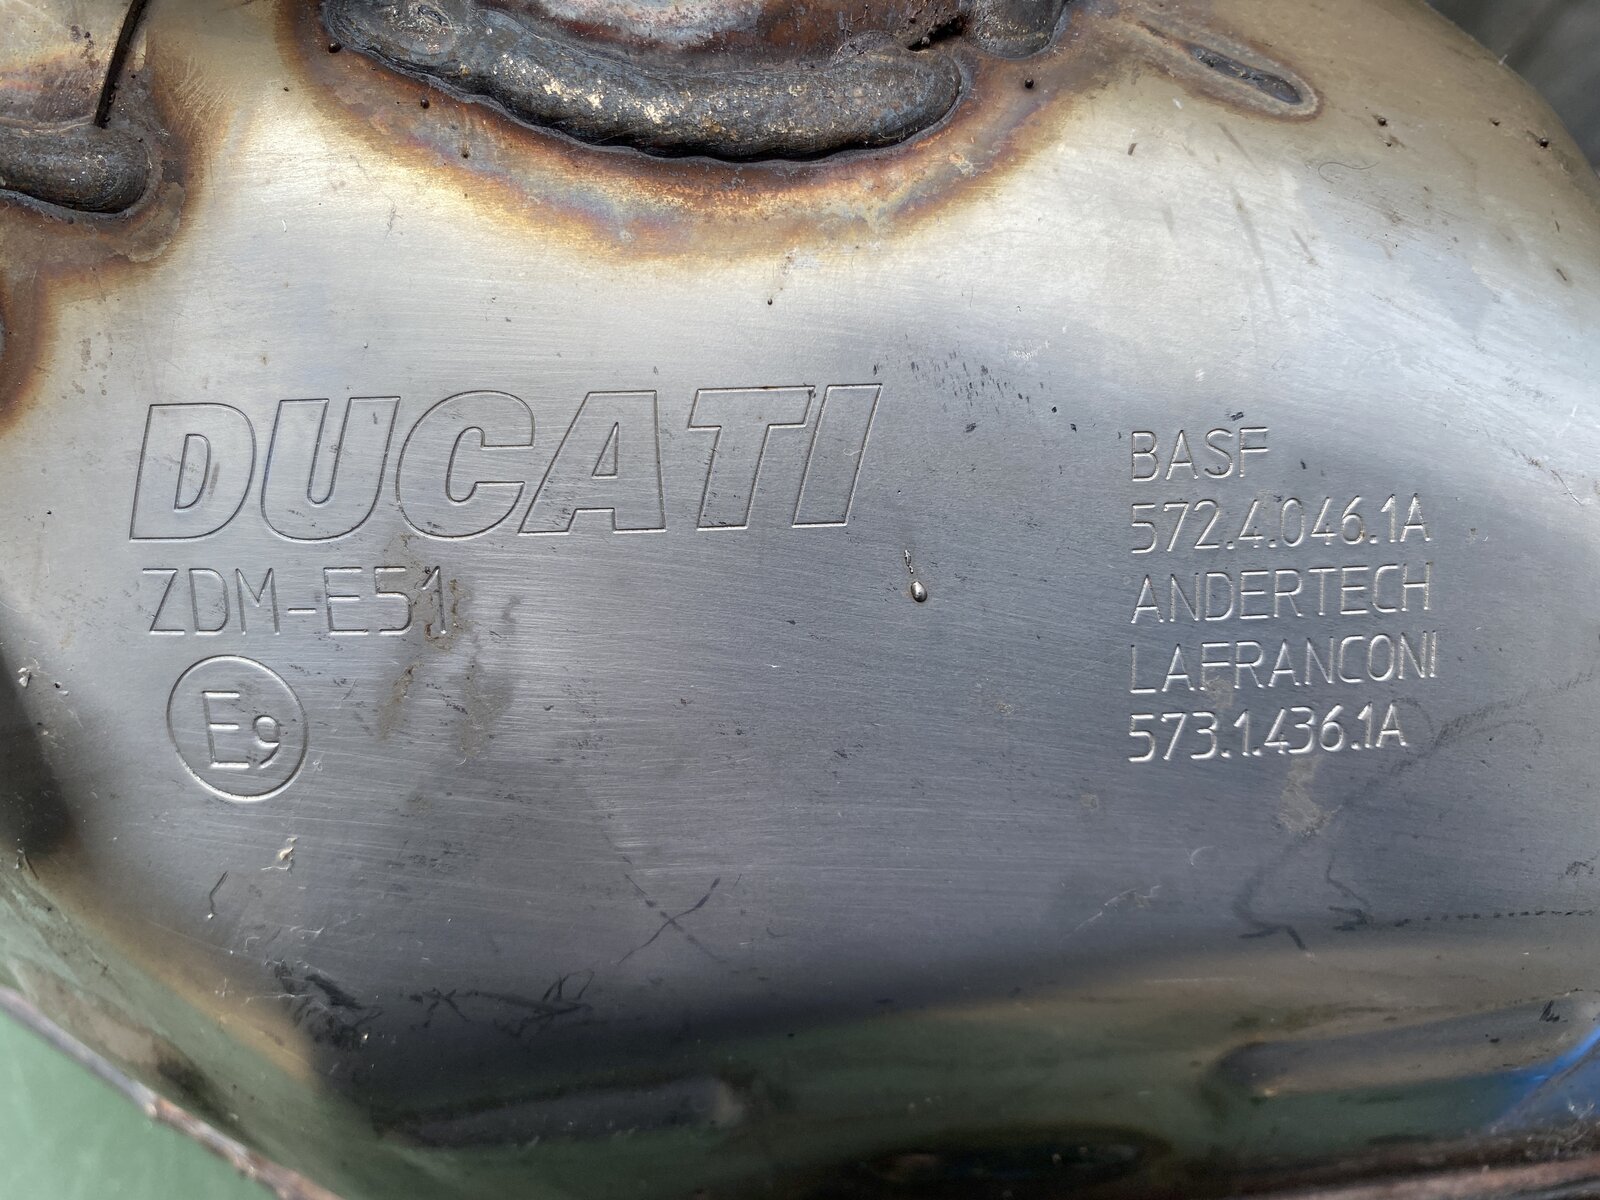 DUCATI
ZDM-E51
E9
BASF
572.4.046.1A
ANDERTECH
LAFRANCONI
573.1.436.1A